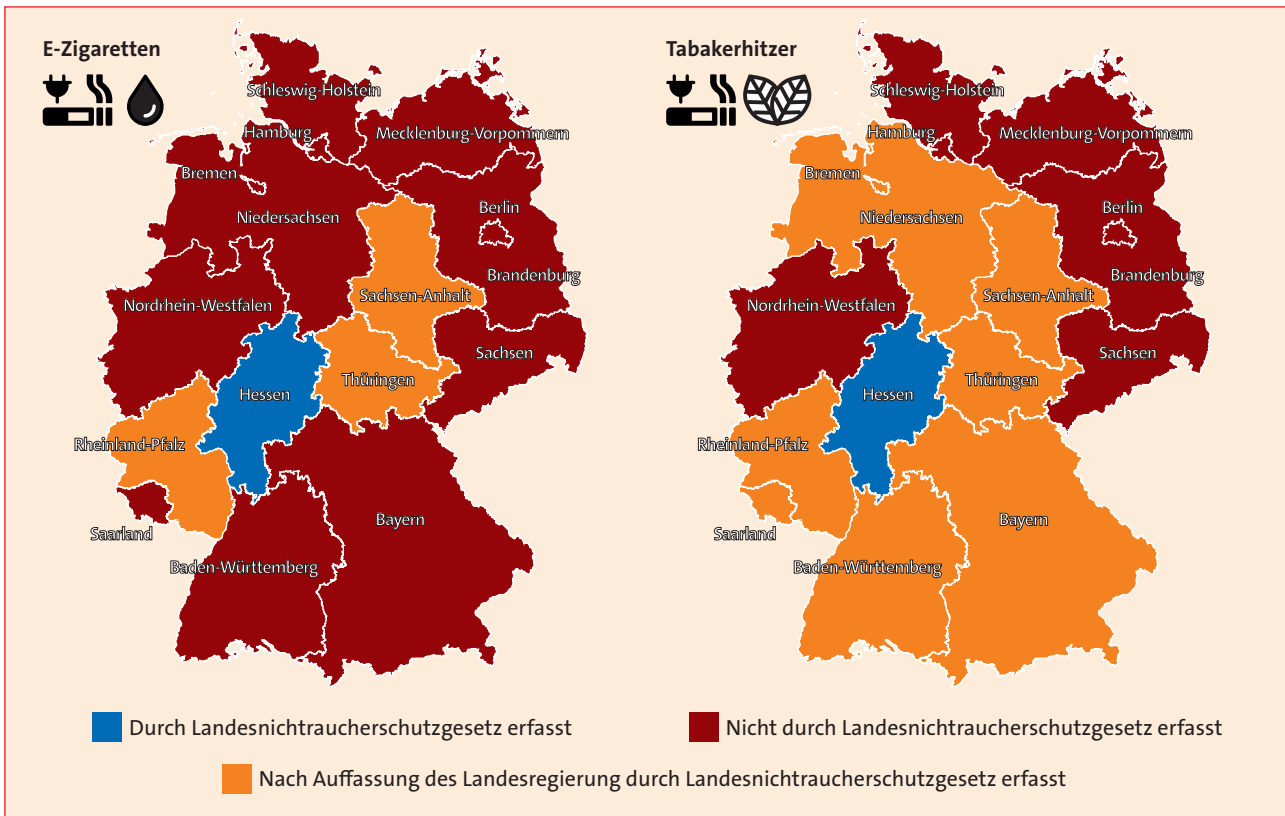 E-Zigaretten
Schleswig-Holstein
Hamburg
Mecklenburg-Vorpommern
Bremen
Berlin
Niedersachsen
Brandenburg
Sachsen-Anhalt
Nordrhein-Westfalen
Sachsen
Thüringen
Hessen
Rheinland-Pfalz
Bayern
Saarland
Baden-Württemberg
Tabakerhitzer
Schleswig-Holstein
Hamburg
Mecklenburg-Vorpommern
Bremen
Berlin
Niedersachsen
Brandenburg
Sachsen-Anhalt
Nordrhein-Westfalen
Sachsen
Thüringen
Hessen
Rheinland-Pfalz
Bayern
Saarland
Baden-Württemberg
Durch Landesnichtraucherschutzgesetz erfasst
Nicht durch Landesnichtraucherschutzgesetz erfasst
Nach Auffassung des Landesregierung durch Landesnichtraucherschutzgesetz erfasst